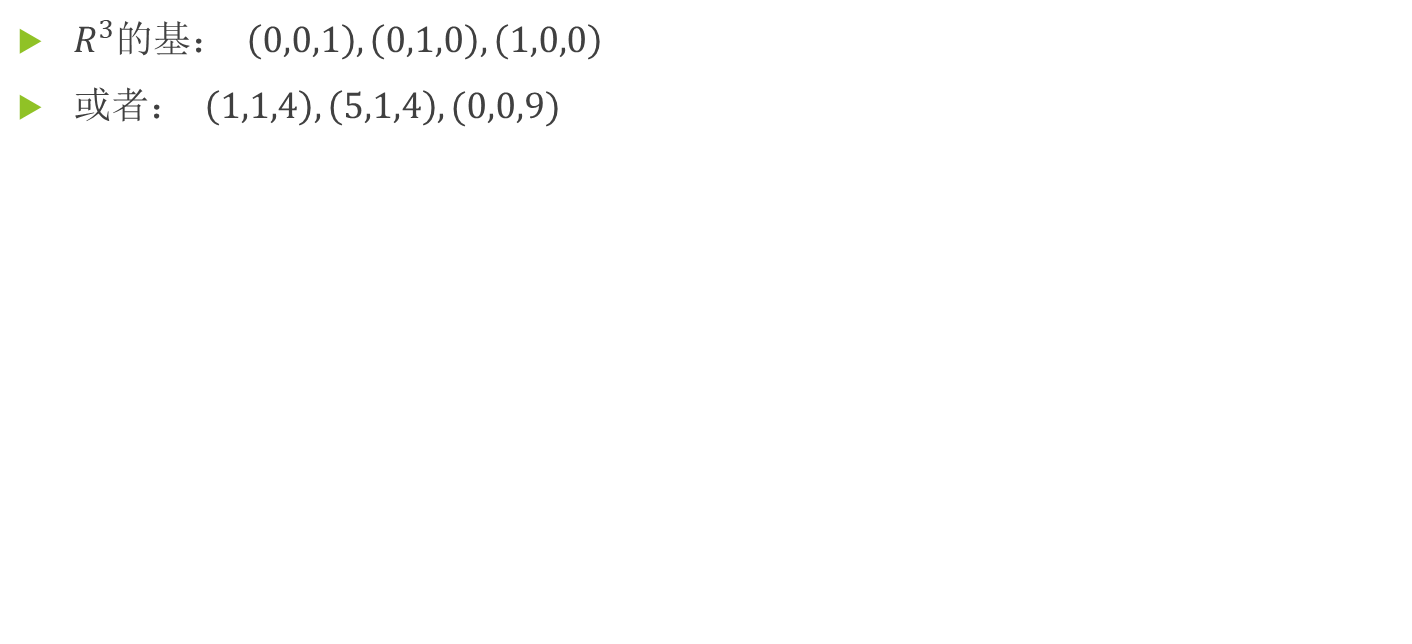 R³的基： (0,0,1), (0,1,0), (1,0,0)
或者： (1,1,4), (5,1,4), (0,0,9)